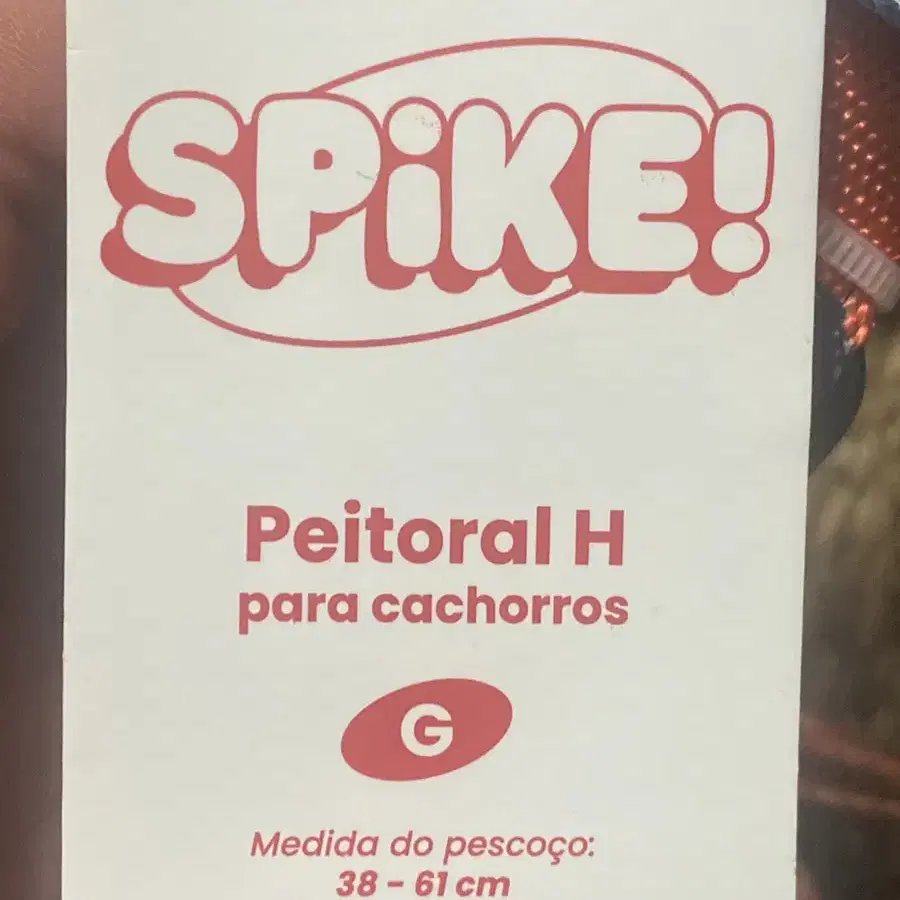 SPiKE!
Peitoral H
para cachorros
G
Medida do pescoço:
38 - 61 cm